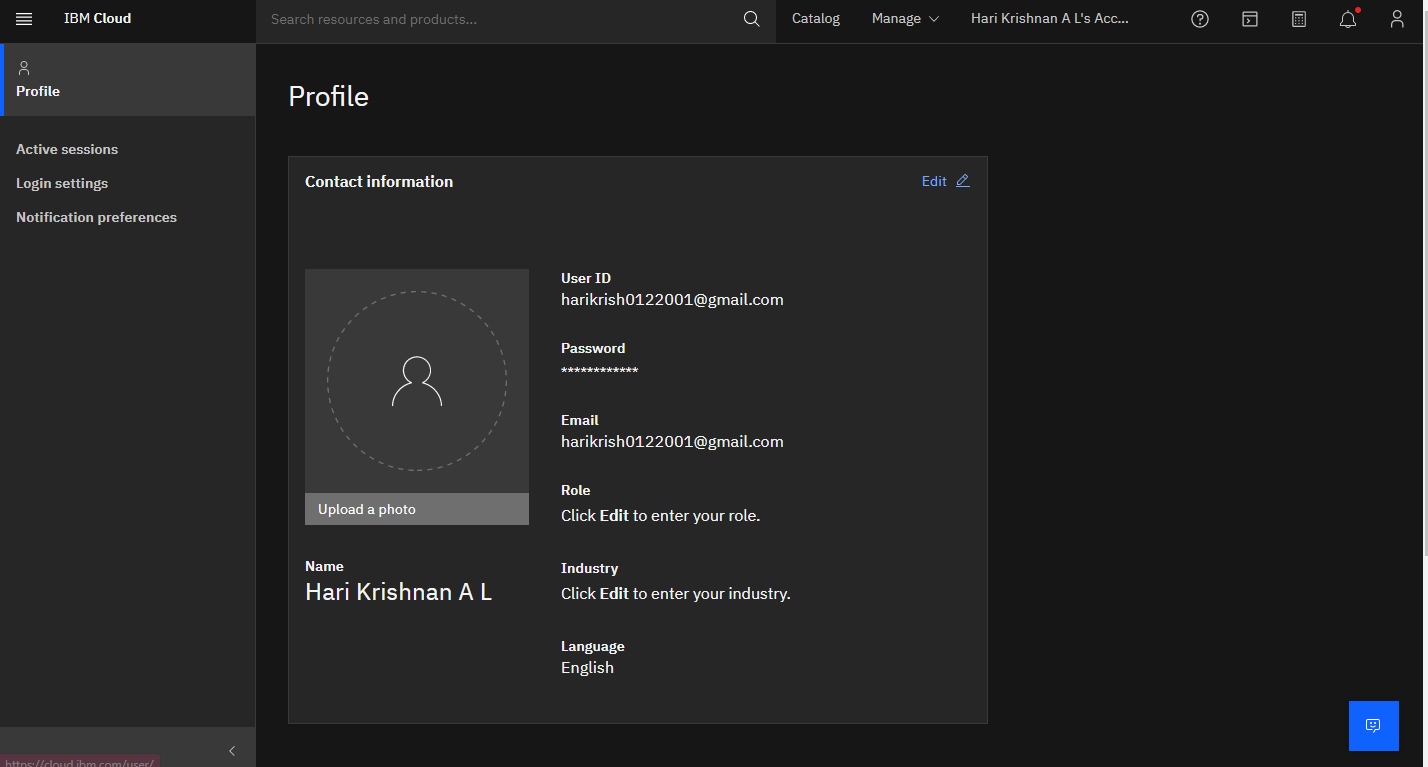 IBM Cloud
Search resources and products...
Catalog
Manage
Hari Krishnan A L's Acc...
Profile
Active sessions
Login settings
Notification preferences
Profile
Contact information
Edit
Upload a photo
Name
Hari Krishnan A L
User ID
harikrish0122001@gmail.com
Password
************
Email
harikrish0122001@gmail.com
Role
Click Edit to enter your role.
Industry
Click Edit to enter your industry.
Language
English
https://cloud.ibm.com/user/